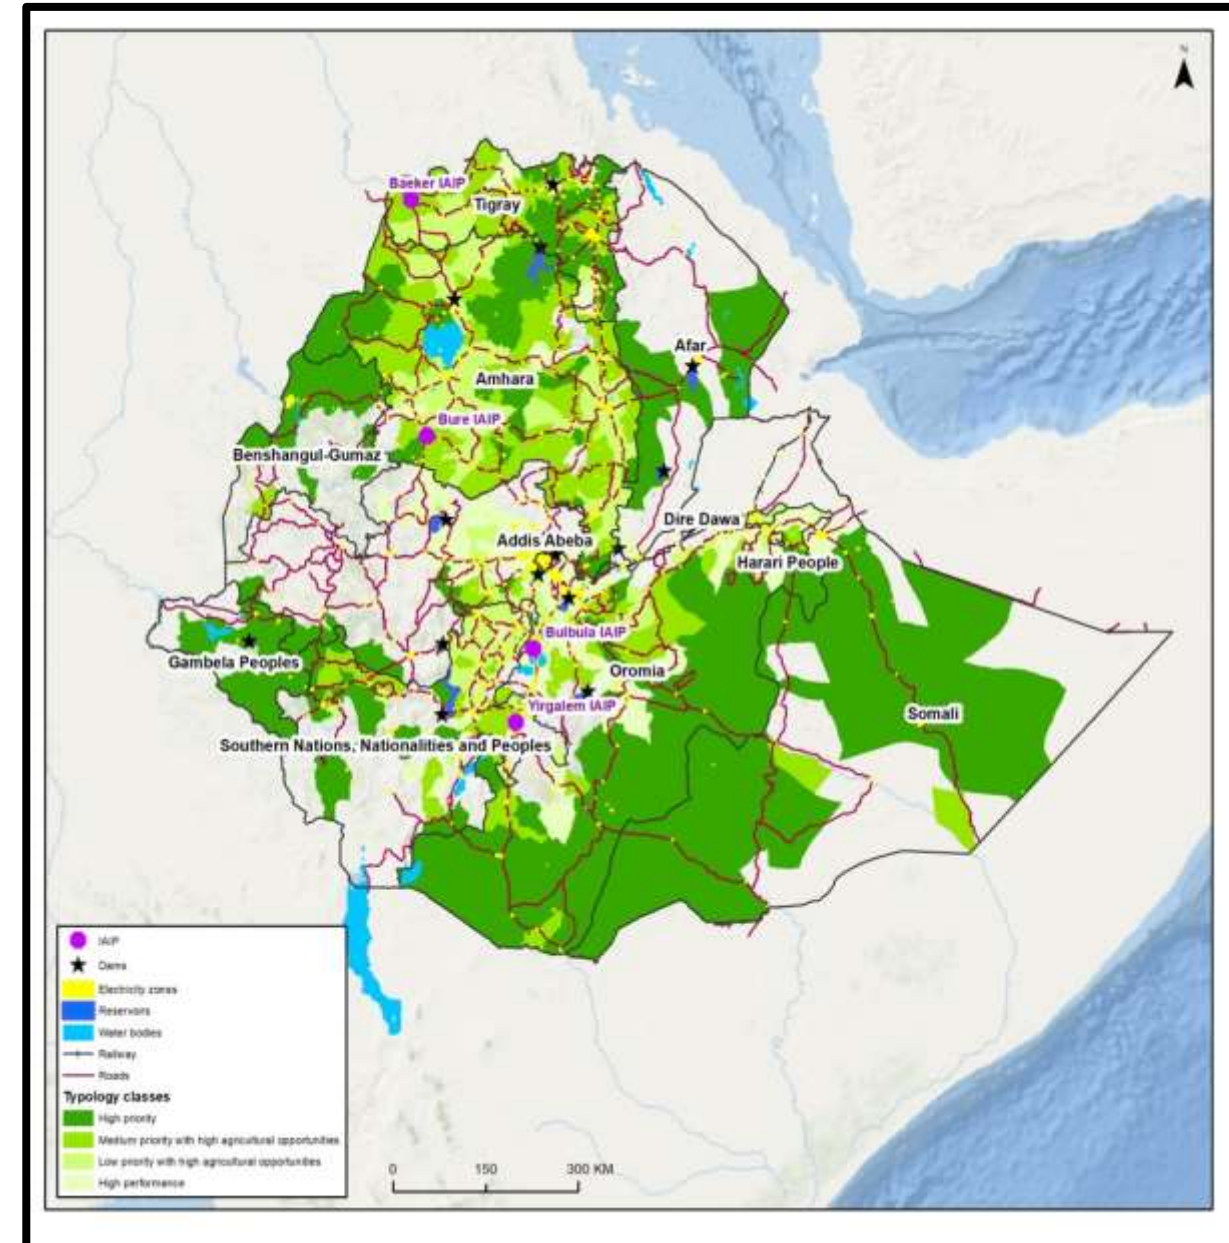 N
Baeker IAIP
Tigray
Afar
Amhara
Bure IAIP
Benshangul-Gumaz
Dire Dawa
Addis Abeba
Harari People
Bulbula IAIP
Gambela Peoples
Oromia
Yirgalem IAIP
Somali
Southern Nations, Nationalities and Peoples
IAIP
Dams
Electricity zones
Reservoirs
Water bodies
Railway
Roads
Typology classes
High priority
Medium priority with high agricultural opportunities
Low priority with high agricultural opportunities
High performance
0 150 300 KM